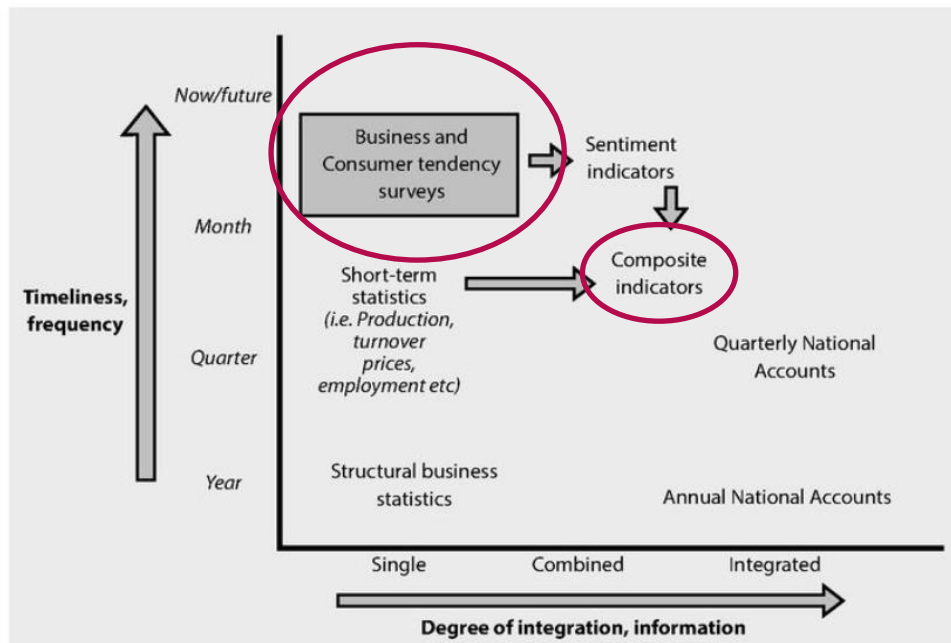 Now/future
Business and
Consumer tendency
surveys
Sentiment
indicators
Month
Composite
indicators
Short-term
statistics
(i.e. Production,
turnover
prices,
employment etc)
Timeliness,
frequency
Quarter
Quarterly National
Accounts
Year
Structural business
statistics
Annual National Accounts
Single
Combined
Integrated
Degree of integration, information